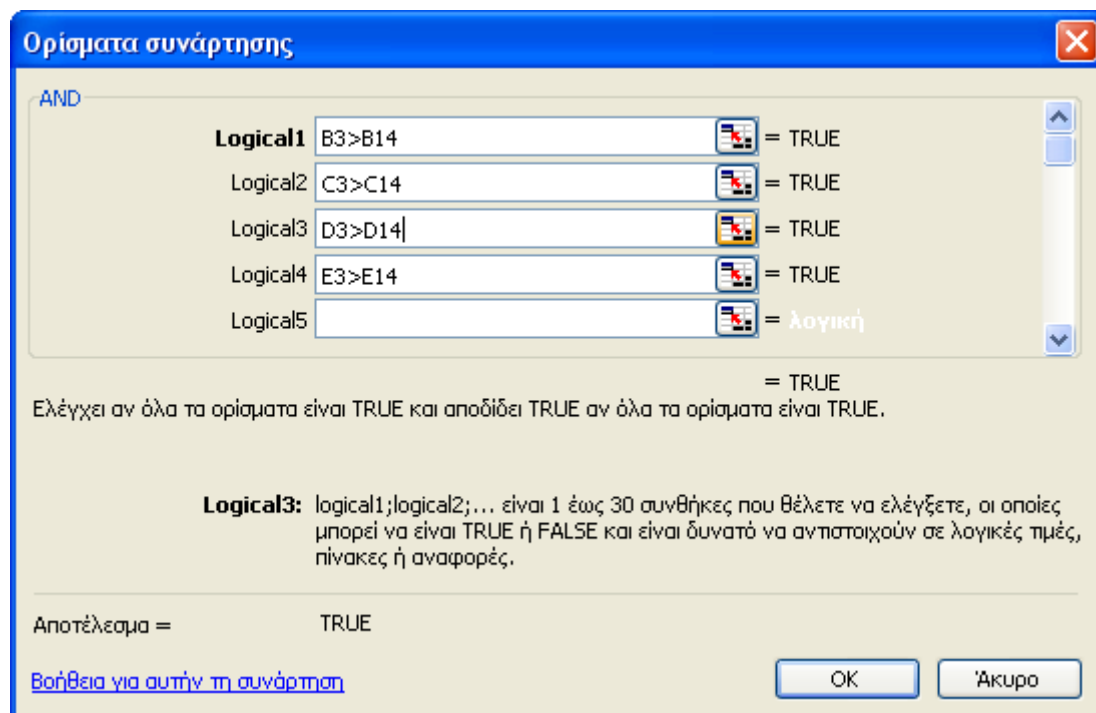 Ορίσματα συνάρτησης
AND
Logical1 B3>B14 = TRUE
Logical2 C3>C14 = TRUE
Logical3 D3>D14 = TRUE
Logical4 E3>E14 = TRUE
Logical5 = λογική
= TRUE
Ελέγχει αν όλα τα ορίσματα είναι TRUE και αποδίδει TRUE αν όλα τα ορίσματα είναι TRUE.
Logical3: logical1;logical2;... είναι 1 έως 30 συνθήκες που θέλετε να ελέγξετε, οι οποίες
μπορεί να είναι TRUE ή FALSE και είναι δυνατό να αντιστοιχούν σε λογικές τιμές,
πίνακες ή αναφορές.
Αποτέλεσμα = TRUE
Βοήθεια για αυτήν τη συνάρτηση OK Άκυρο